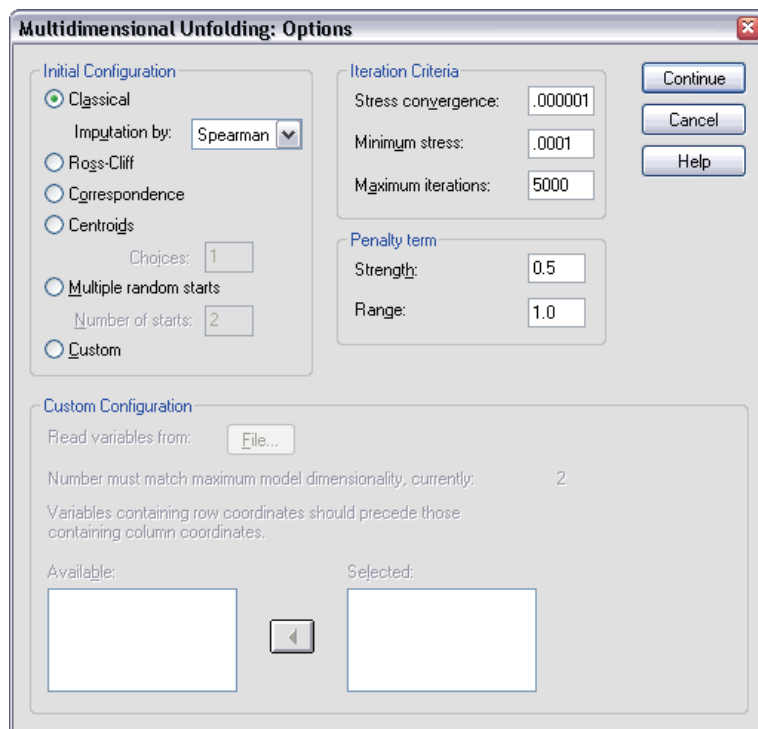 Multidimensional Unfolding: Options
Initial Configuration
Classical
Imputation by: Spearman
Ross-Cliff
Correspondence
Centroids
Choices: 1
Multiple random starts
Number of starts: 2
Custom
Iteration Criteria
Stress convergence: .000001
Minimum stress: .0001
Maximum iterations: 5000
Penalty term
Strength: 0.5
Range: 1.0
Continue
Cancel
Help
Custom Configuration
Read variables from: File...
Number must match maximum model dimensionality, currently: 2
Variables containing row coordinates should precede those
containing column coordinates.
Available: Selected: